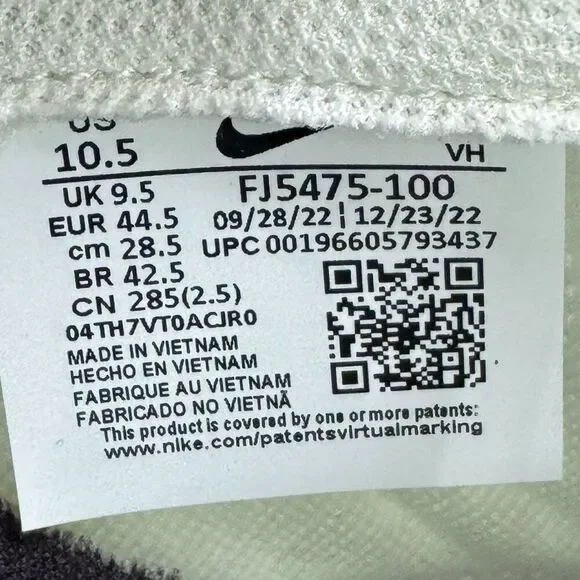 US
10.5
VH
UK 9.5
FJ5475-100
EUR 44.5
09/28/22 | 12/23/22
cm 28.5
UPC 00196605793437
BR 42.5
CN 285(2.5)
04TH7VT0ACJR0
MADE IN VIETNAM
HECHO EN VIETNAM
FABRIQUE AU VIETNAM
FABRICADO NO VIETNÃ
This product is covered by one or more patents:
www.nike.com/patentsvirtualmarking